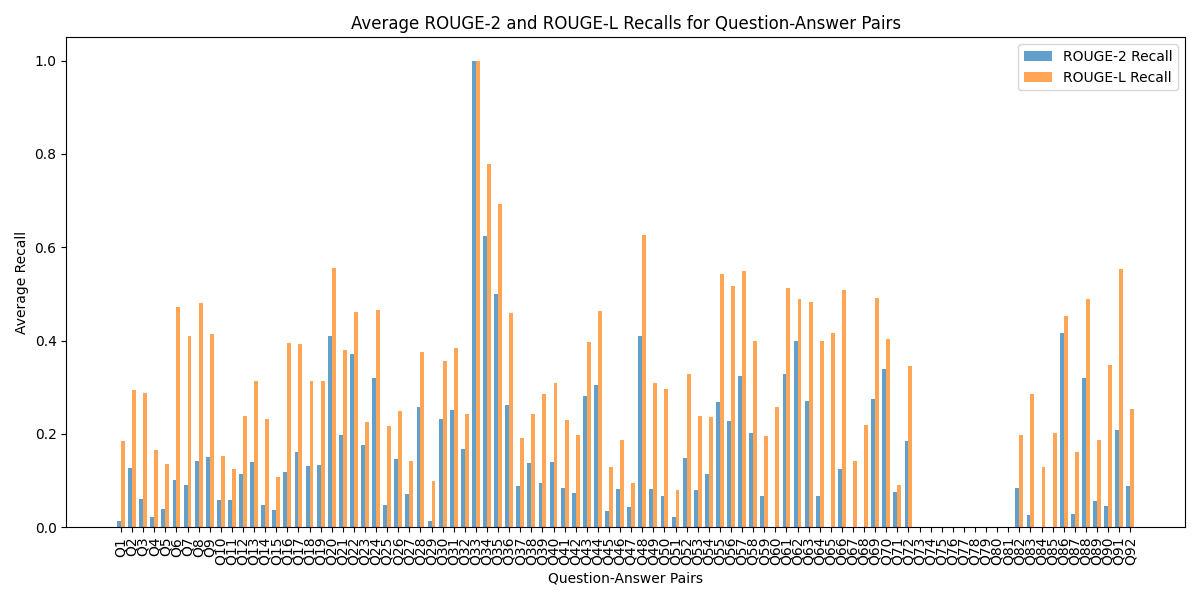 Average ROUGE-2 and ROUGE-L Recalls for Question-Answer Pairs
ROUGE-2 Recall
ROUGE-L Recall
1.0
0.8
0.6
0.4
0.2
0.0
Average Recall
Q1 Q2 Q3 Q4 Q5 Q6 Q7 Q8 Q9 Q10 Q11 Q12 Q13 Q14 Q15 Q16 Q17 Q18 Q19 Q20 Q21 Q22 Q23 Q24 Q25 Q26 Q27 Q28 Q29 Q30 Q31 Q32 Q33 Q34 Q35 Q36 Q37 Q38 Q39 Q40 Q41 Q42 Q43 Q44 Q45 Q46 Q47 Q48 Q49 Q50 Q51 Q52 Q53 Q54 Q55 Q56 Q57 Q58 Q59 Q60 Q61 Q62 Q63 Q64 Q65 Q66 Q67 Q68 Q69 Q70 Q71 Q72 Q73 Q74 Q75 Q76 Q77 Q78 Q79 Q80 Q81 Q82 Q83 Q84 Q85 Q86 Q87 Q88 Q89 Q90 Q91 Q92
Question-Answer Pairs